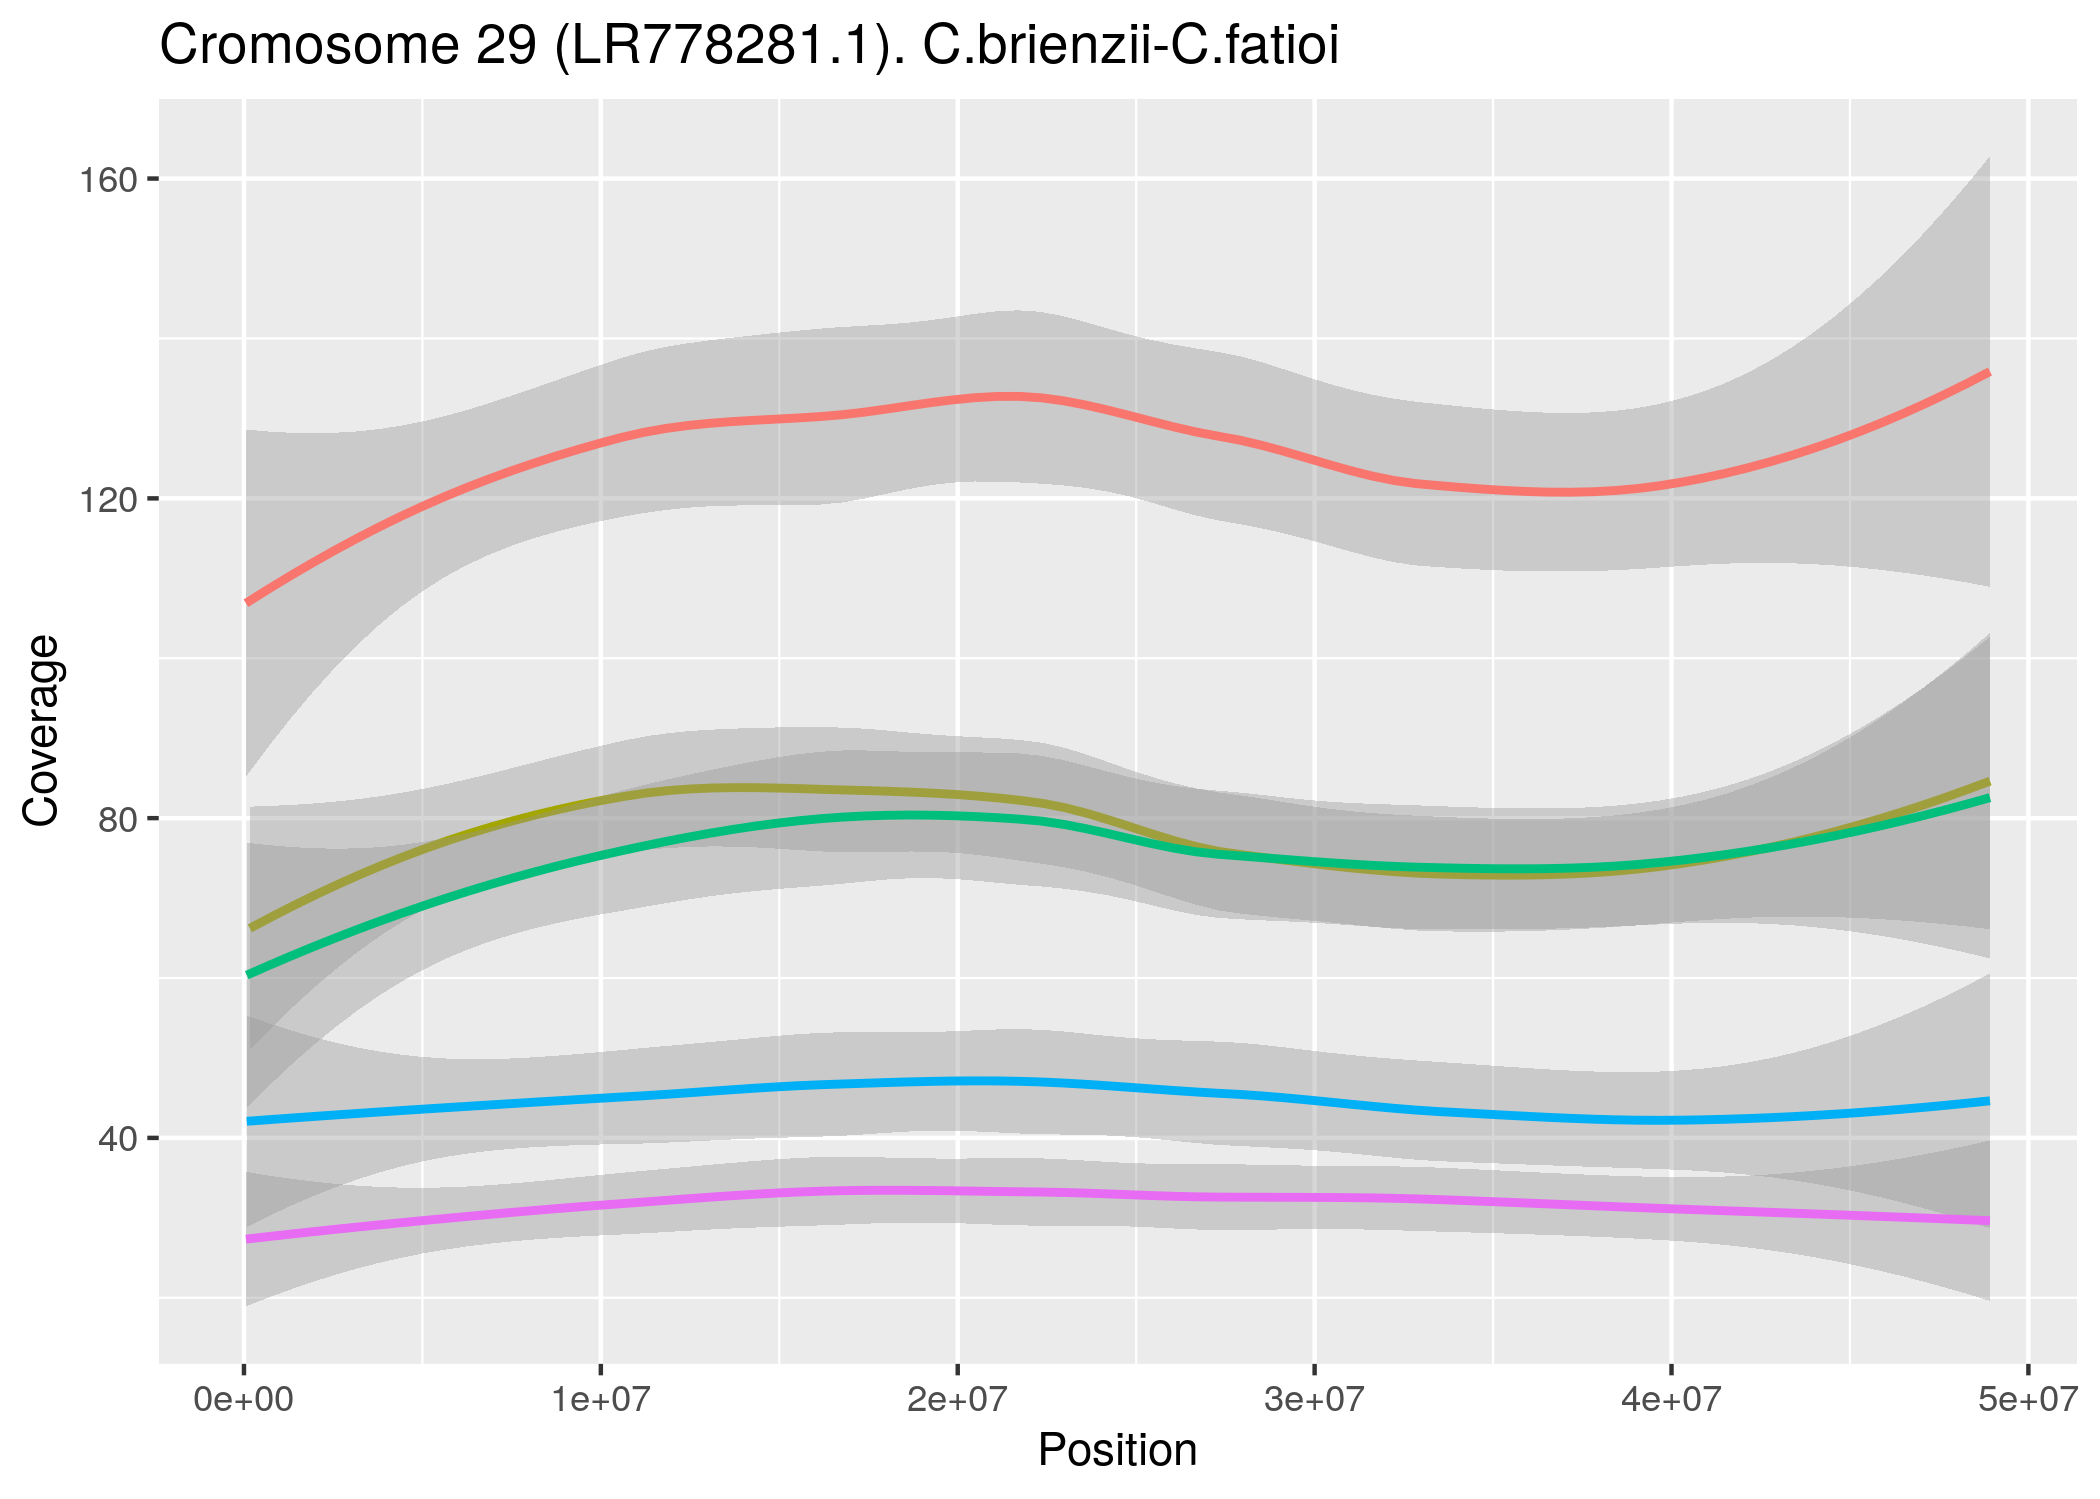 Cromosome 29 (LR778281.1). C.brienzii-C.fatioi
160
120
80
40
Coverage
0e+00 1e+07 2e+07 3e+07 4e+07 5e+07
Position